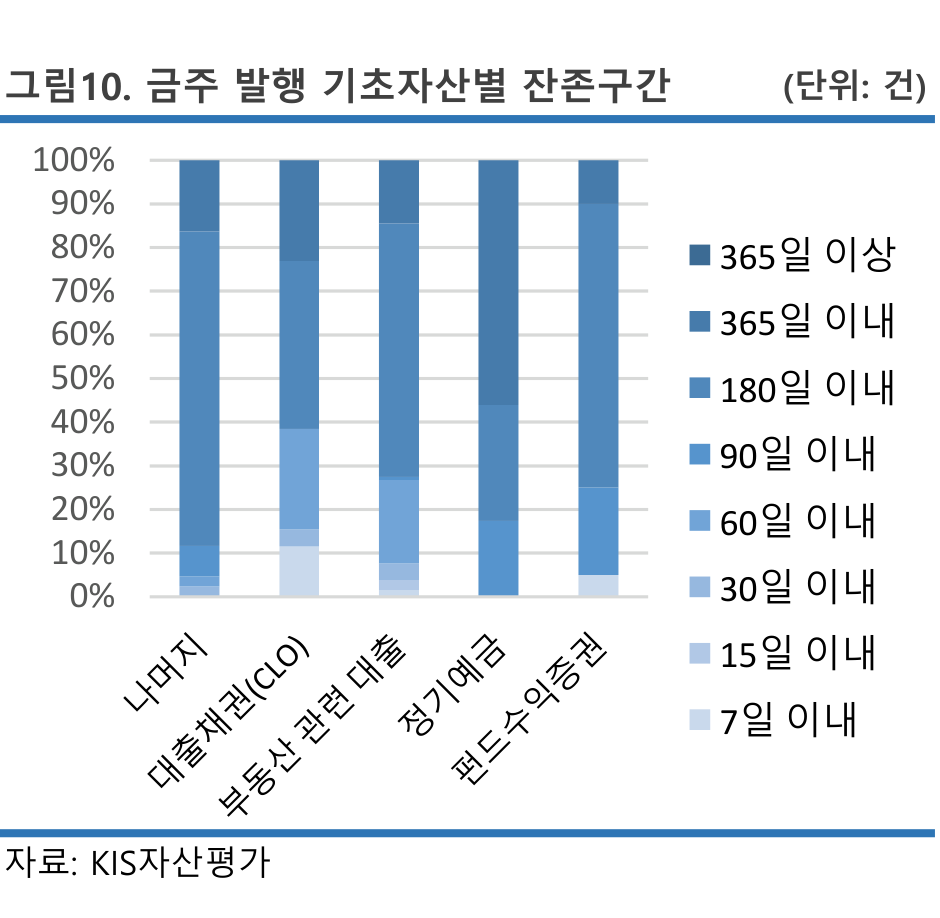 그림10. 금주 발행 기초자산별 잔존구간 (단위: 건)
100%
90%
80%
70%
60%
50%
40%
30%
20%
10%
0%
나머지
대출채권(CLO)
부동산 관련 대출
정기예금
펀드수익증권
365일 이상
365일 이내
180일 이내
90일 이내
60일 이내
30일 이내
15일 이내
7일 이내
자료: KIS자산평가